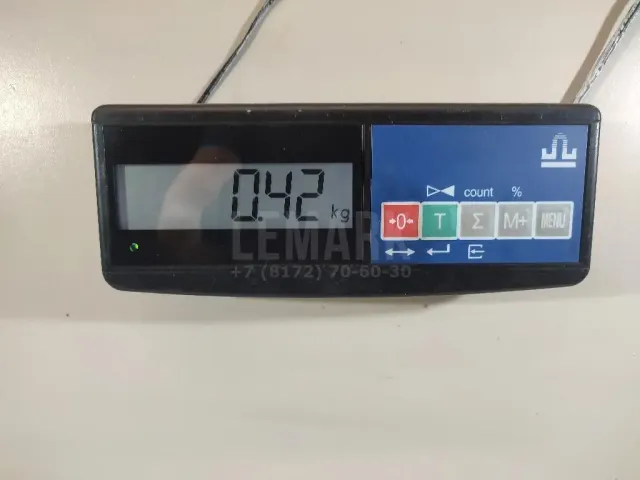 count %
0.42 kg
→0← T Σ M+ MENU
LEMARK
+7 (8172) 70-60-30